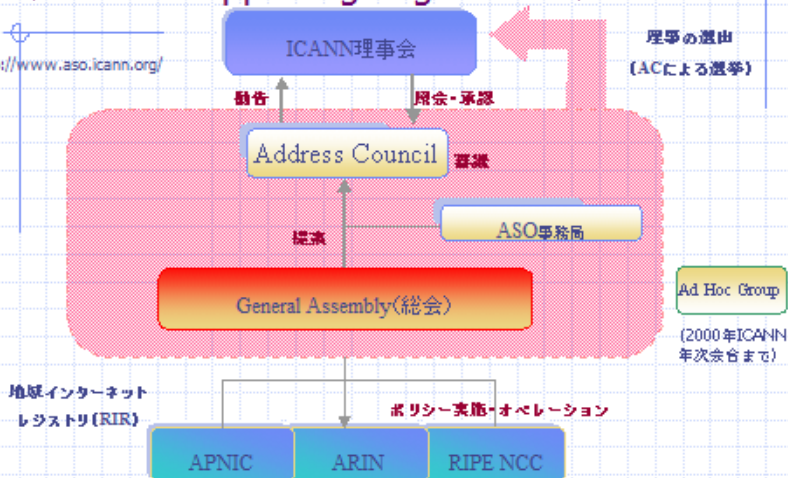 ICANN理事会
理事の選出
://www.aso.icann.org/
(ACによる選挙)
勧告
照会・承認
Address Council
審議
ASO事務局
提案
General Assembly(総会)
Ad Hoc Group
(2000年ICANN
年次会合まで)
地域インターネット
レジストリ(RIR)
ポリシー実施・オペレーション
APNIC
ARIN
RIPE NCC